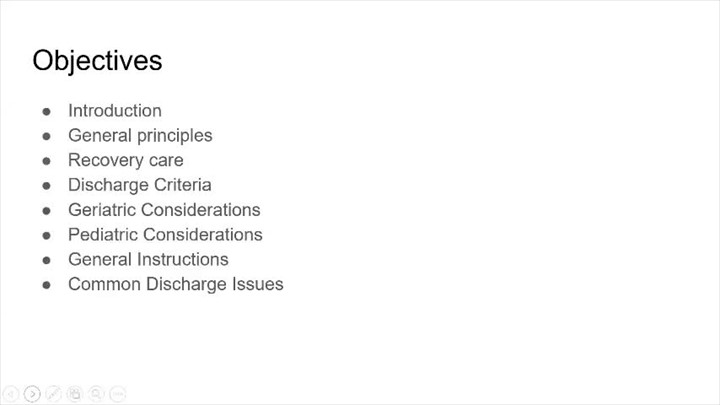 Objectives
● Introduction
● General principles
● Recovery care
● Discharge Criteria
● Geriatric Considerations
● Pediatric Considerations
● General Instructions
● Common Discharge Issues